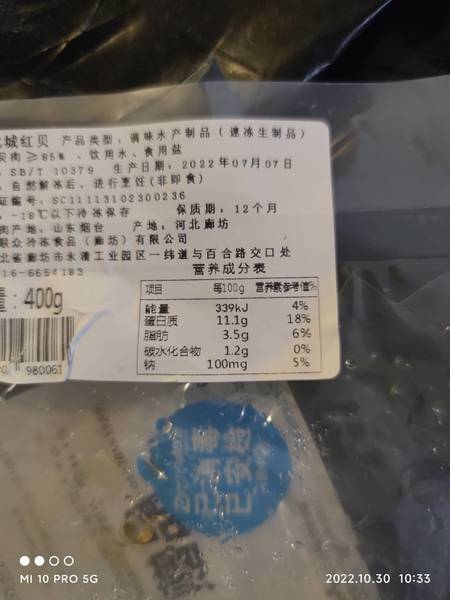 城红贝 产品类型：调味水产制品（速冻生制品）
贝肉≥85%、饮用水、食用盐
SB/T 10379 生产日期：2022年07月07日
自然解冻后，进行烹饪(非即食)
证编号：SC11113102300236
-18℃以下冷冻保存 保质期：12个月
肉产地：山东烟台 产地：河北廊坊
联众冷冻食品（廊坊）有限公司
北省廊坊市永清工业园区一纬道与百合路交口处
16-6654183
营养成分表
量：400g
项目 每100g 营养素参考值%
能量 339kJ 4%
蛋白质 11.1g 18%
脂肪 3.5g 6%
碳水化合物 1.2g 0%
钠 100mg 5%
980061
MI 10 PRO 5G
2022.10.30 10:33